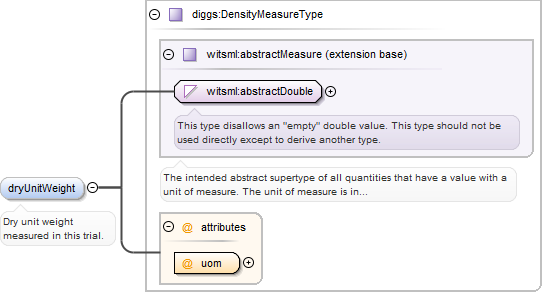 diggs:DensityMeasureType
witsml:abstractMeasure (extension base)
witsml:abstractDouble
This type disallows an "empty" double value. This type should not be
used directly except to derive another type.
The intended abstract supertype of all quantities that have a value with a
unit of measure. The unit of measure is in...
dryUnitWeight
Dry unit weight
measured in this trial.
@ attributes
@ uom